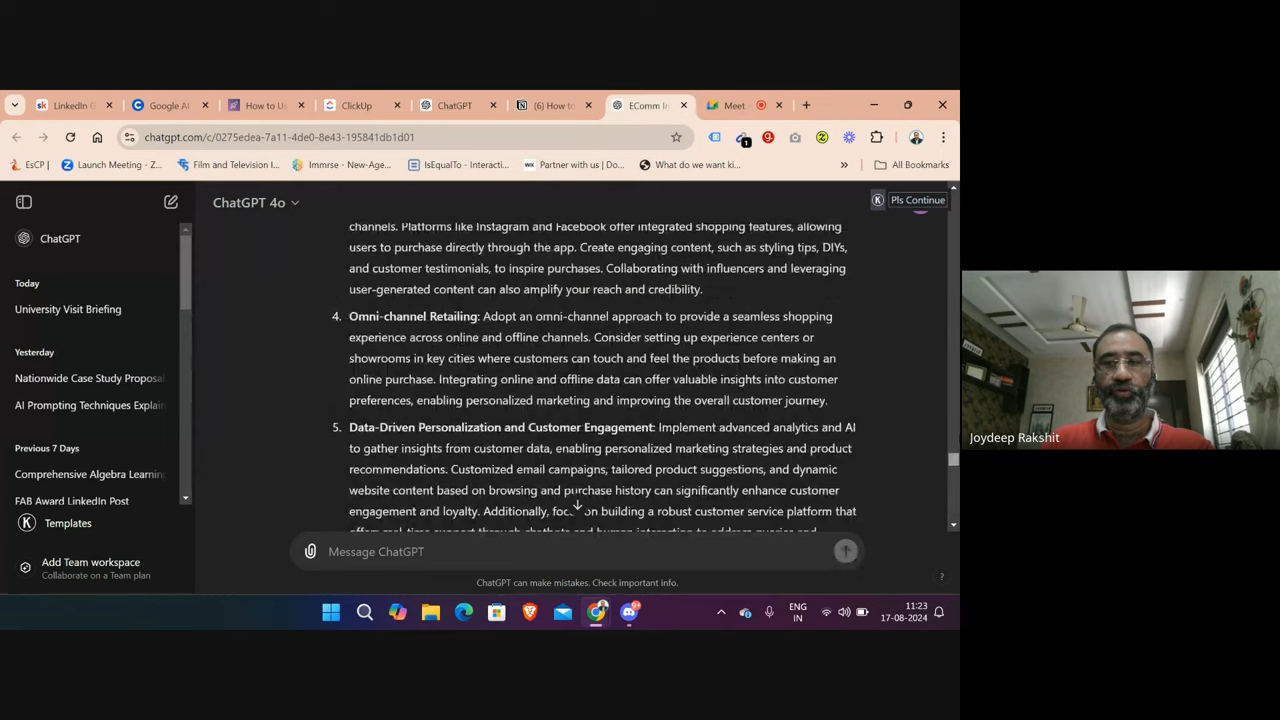 LinkedIn G
Google AI
How to Us
ClickUp
ChatGPT
(6) How to
EComm In
Meet -
chatgpt.com/c/0275edea-7a11-4de0-8e43-195841db1d01
EsCP
Launch Meeting - Z...
Film and Television I...
Immrse - New-Age...
IsEqualTo - Interacti...
Partner with us | Do...
What do we want ki...
All Bookmarks
ChatGPT 4o
K Pls Continue
ChatGPT
Today
University Visit Briefing
Yesterday
Nationwide Case Study Proposal
AI Prompting Techniques Explain
Previous 7 Days
Comprehensive Algebra Learning
FAB Award LinkedIn Post
K Templates
Add Team workspace
Collaborate on a Team plan
channels. Platforms like Instagram and Facebook offer integrated shopping features, allowing
users to purchase directly through the app. Create engaging content, such as styling tips, DIYs,
and customer testimonials, to inspire purchases. Collaborating with influencers and leveraging
user-generated content can also amplify your reach and credibility.
4. Omni-channel Retailing: Adopt an omni-channel approach to provide a seamless shopping
experience across online and offline channels. Consider setting up experience centers or
showrooms in key cities where customers can touch and feel the products before making an
online purchase. Integrating online and offline data can offer valuable insights into customer
preferences, enabling personalized marketing and improving the overall customer journey.
5. Data-Driven Personalization and Customer Engagement: Implement advanced analytics and AI
to gather insights from customer data, enabling personalized marketing strategies and product
recommendations. Customized email campaigns, tailored product suggestions, and dynamic
website content based on browsing and purchase history can significantly enhance customer
engagement and loyalty. Additionally, on building a robust customer service platform that
Message ChatGPT
ChatGPT can make mistakes. Check important info.
?
ENG
IN
11:23
17-08-2024
Joydeep Rakshit